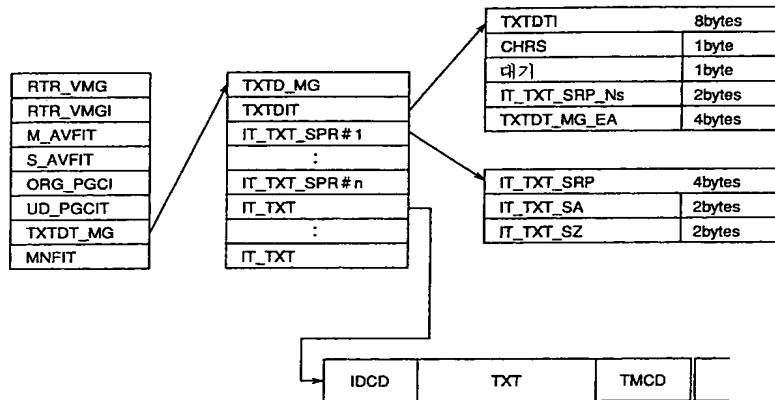 RTR_VMG
RTR_VMGI
M_AVFIT
S_AVFIT
ORG_PGCI
UD_PGCIT
TXTDT_MG
MNFIT
TXTD_MG
TXTDIT
IT_TXT_SPR#1
:
IT_TXT_SPR#n
IT_TXT
:
IT_TXT
TXTDTI 8bytes
CHRS 1byte
대기 1byte
IT_TXT_SRP_Ns 2bytes
TXTDT_MG_EA 4bytes
IT_TXT_SRP 4bytes
IT_TXT_SA 2bytes
IT_TXT_SZ 2bytes
IDCD TXT TMCD